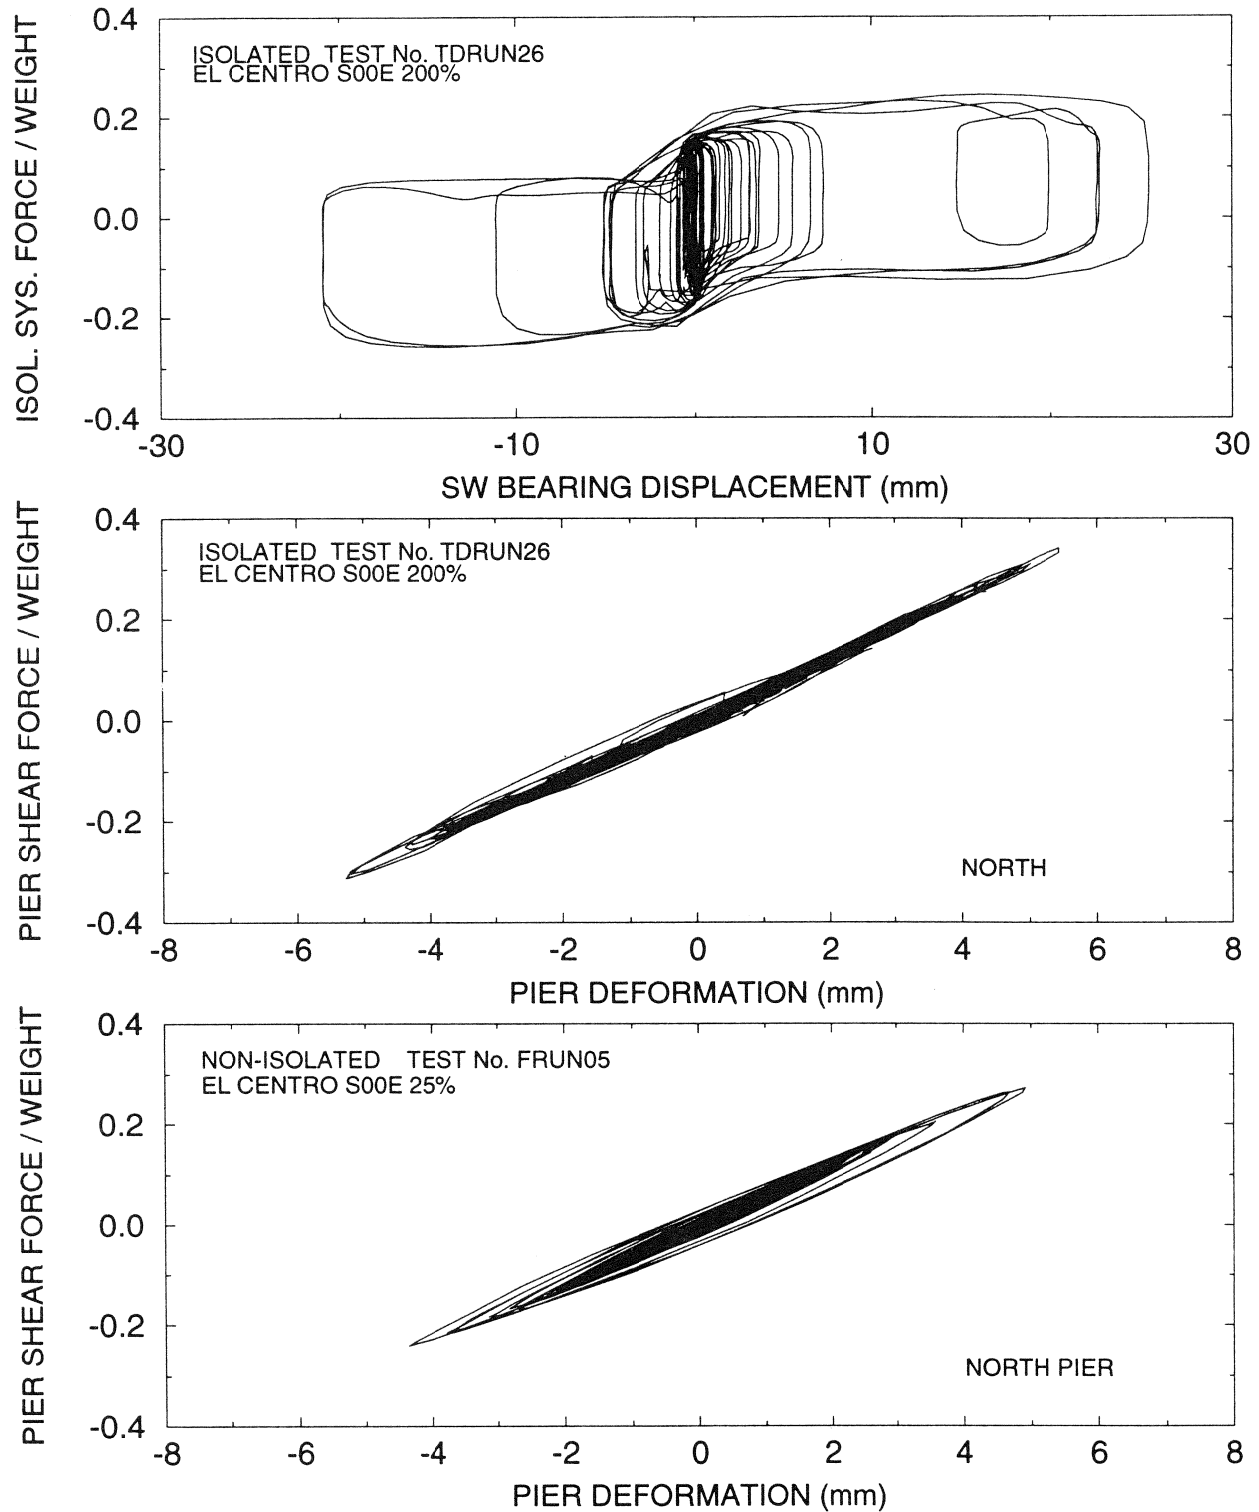 ISOL. SYS. FORCE / WEIGHT
0.4
0.2
0.0
-0.2
-0.4
ISOLATED TEST No. TDRUN26
EL CENTRO S00E 200%
-30
-10
10
30
SW BEARING DISPLACEMENT (mm)
PIER SHEAR FORCE / WEIGHT
0.4
0.2
0.0
-0.2
-0.4
ISOLATED TEST No. TDRUN26
EL CENTRO S00E 200%
NORTH
-8
-6
-4
-2
0
2
4
6
8
PIER DEFORMATION (mm)
PIER SHEAR FORCE / WEIGHT
0.4
0.2
0.0
-0.2
-0.4
NON-ISOLATED TEST No. FRUN05
EL CENTRO S00E 25%
NORTH PIER
-8
-6
-4
-2
0
2
4
6
8
PIER DEFORMATION (mm)